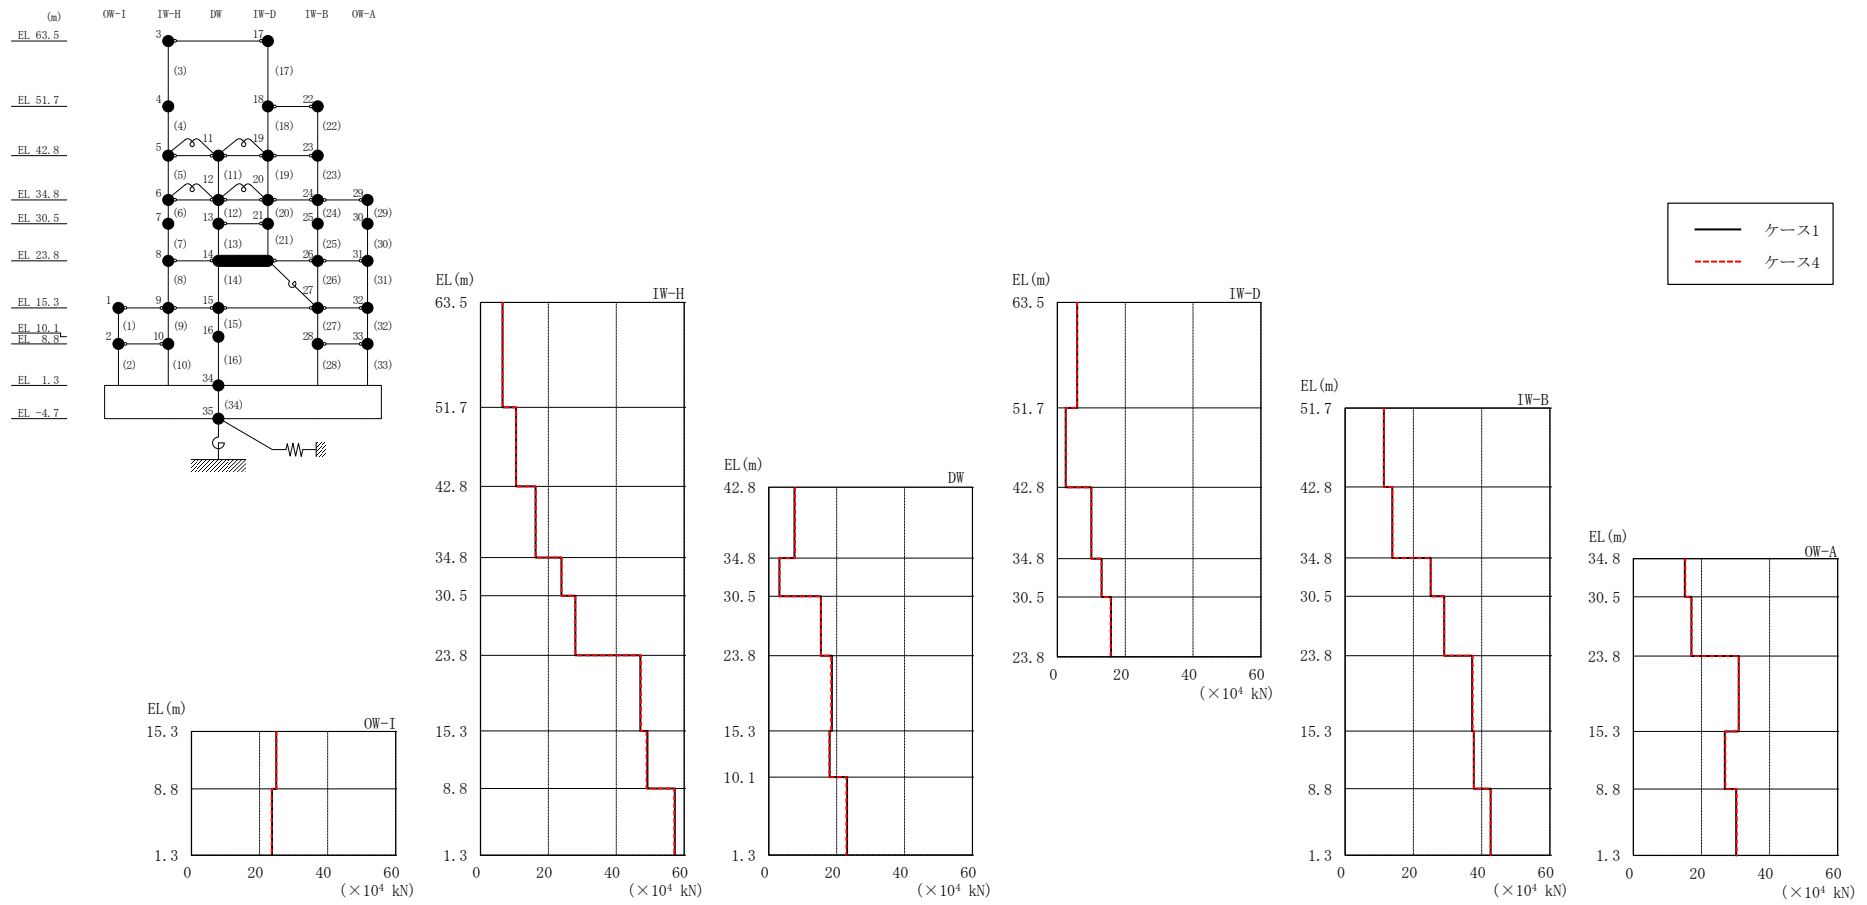 (m) OW-I IW-H DW IW-D IW-B OW-A
EL 63.5 3 17
(3) (17)
EL 51.7 4 18 22
(4) (18) (22)
11 19
EL 42.8 5 23
(5) (11) (19) (23)
12 20
EL 34.8 6 24 29
(6) (12) (20) (24) (29)
EL 30.5 7 13 21 25 30
(7) (13) (21) (25) (30)
EL 23.8 8 14 26 31
(8) (14) (26) (31)
27
EL 15.3 1 9 15 32
(1) (9) (15) (27) (32)
EL 10.1 16
EL 8.8 2 10 28 33
(2) (10) (16) (28) (33)
EL 1.3 34
(34)
EL -4.7 35
ケース1
ケース4
EL(m)
OW-I
15.3
8.8
1.3
0 20 40 60
(×10⁴ kN)
EL(m)
IW-H
63.5
51.7
42.8
34.8
30.5
23.8
15.3
8.8
1.3
0 20 40 60
(×10⁴ kN)
EL(m)
DW
42.8
34.8
30.5
23.8
15.3
10.1
1.3
0 20 40 60
(×10⁴ kN)
EL(m)
IW-D
63.5
51.7
42.8
34.8
30.5
23.8
0 20 40 60
(×10⁴ kN)
EL(m)
IW-B
51.7
42.8
34.8
30.5
23.8
15.3
8.8
1.3
0 20 40 60
(×10⁴ kN)
EL(m)
OW-A
34.8
30.5
23.8
15.3
8.8
1.3
0 20 40 60
(×10⁴ kN)